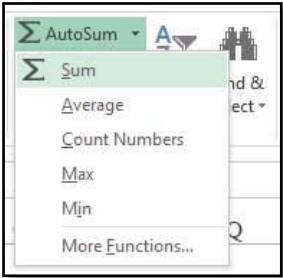 ∑ AutoSum
A
∑ Sum
nd &
Average
ect
Count Numbers
Max
Min
Q
More Functions...